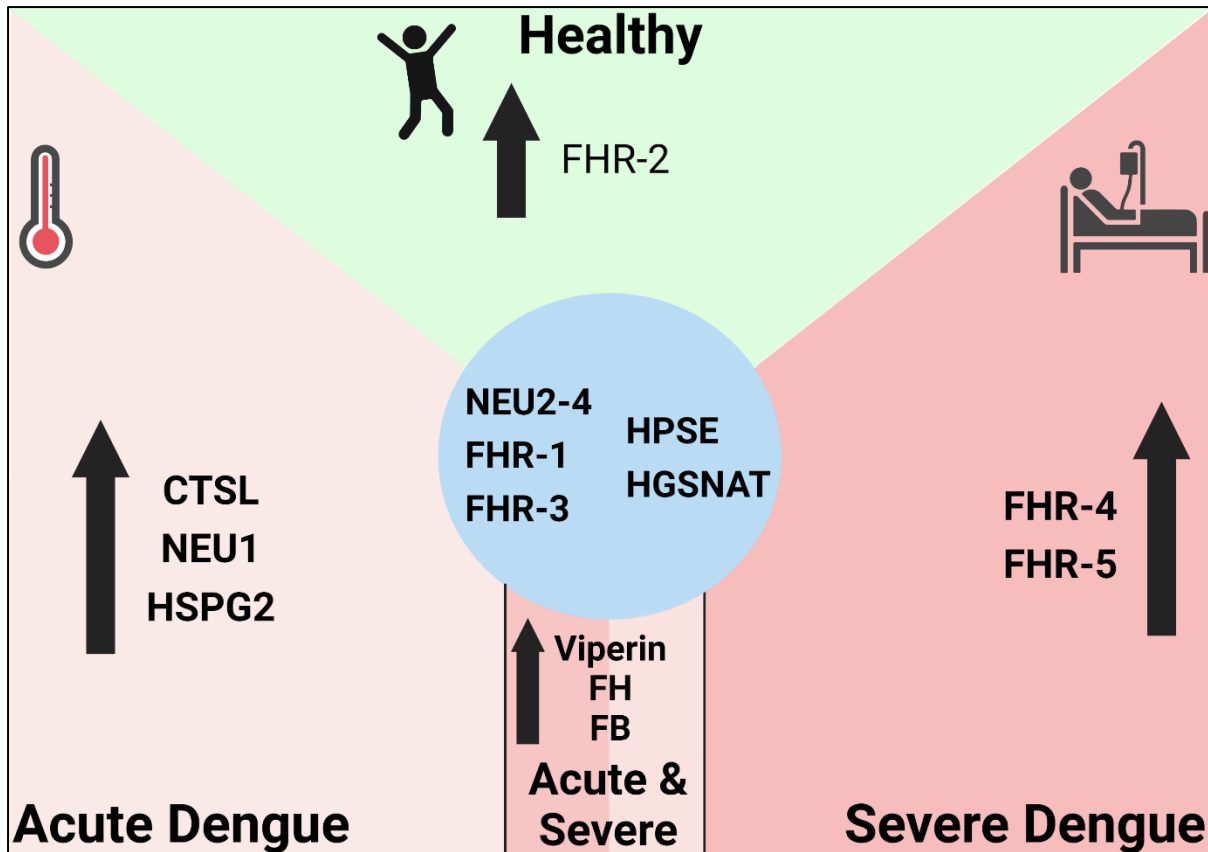 Healthy
FHR-2
NEU2-4
FHR-1
FHR-3
HPSE
HGSNAT
CTSL
NEU1
HSPG2
FHR-4
FHR-5
Viperin
FH
FB
Acute &
Severe
Acute Dengue
Severe Dengue